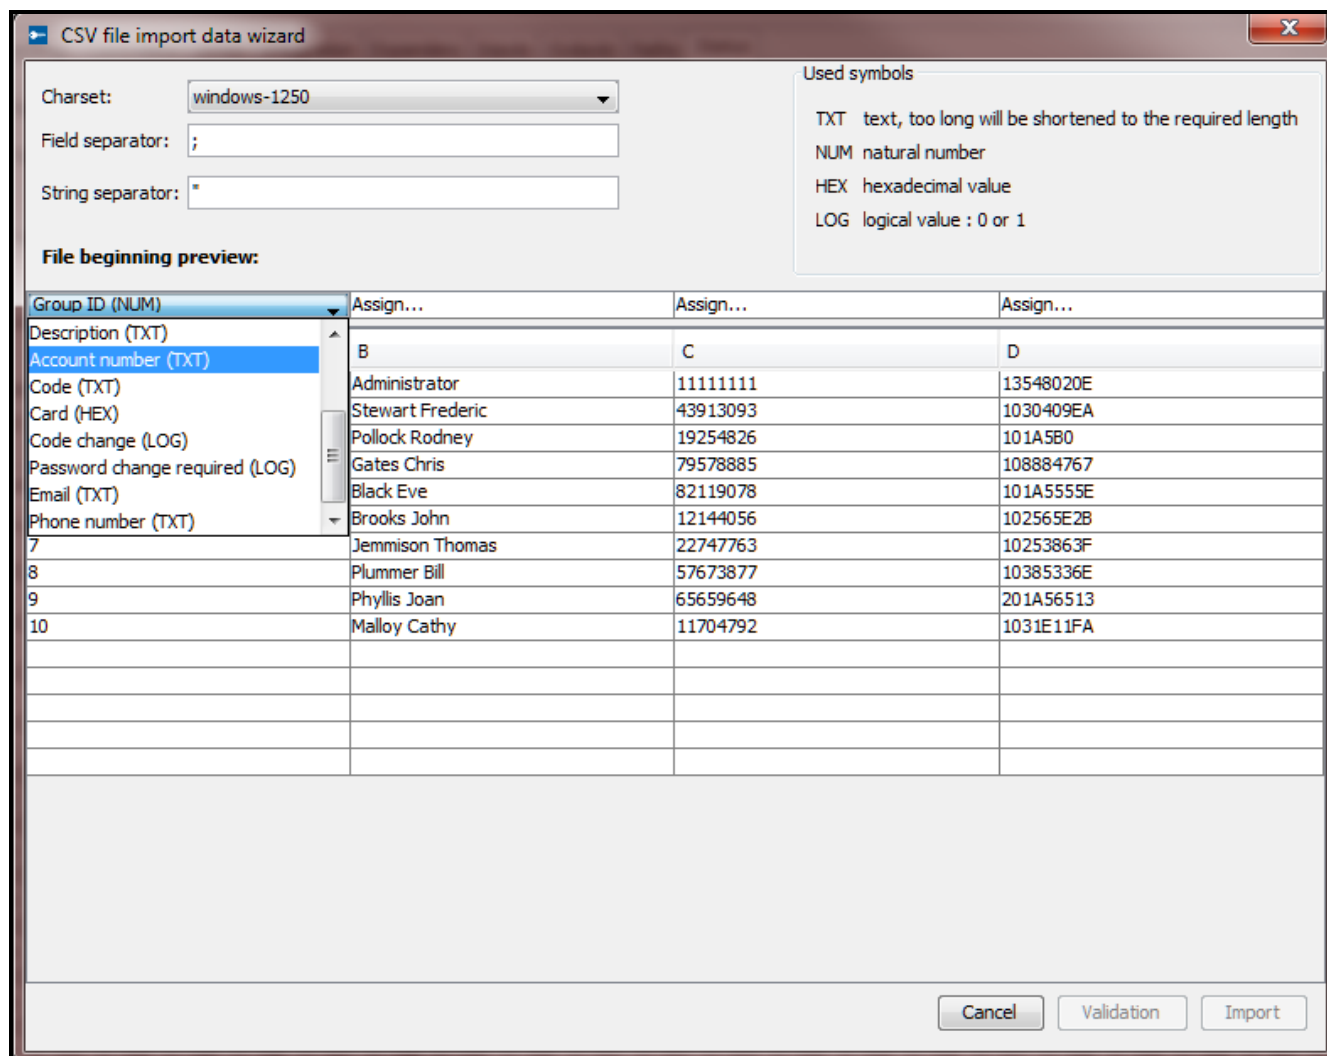 CSV file import data wizard
Charset: windows-1250
Field separator: ;
String separator: "
Used symbols
TXT text, too long will be shortened to the required length
NUM natural number
HEX hexadecimal value
LOG logical value : 0 or 1
File beginning preview:
Group ID (NUM) Assign... Assign... Assign...
Description (TXT)
Account number (TXT)
Code (TXT)
Card (HEX)
Code change (LOG)
Password change required (LOG)
Email (TXT)
Phone number (TXT)
B C D
Administrator 11111111 13548020E
Stewart Frederic 43913093 1030409EA
Pollock Rodney 19254826 101A5B0
Gates Chris 79578885 108884767
Black Eve 82119078 101A5555E
Brooks John 12144056 102565E2B
7 Jemmison Thomas 22747763 10253863F
8 Plummer Bill 57673877 10385336E
9 Phyllis Joan 65659648 201A56513
10 Malloy Cathy 11704792 1031E11FA
Cancel Validation Import